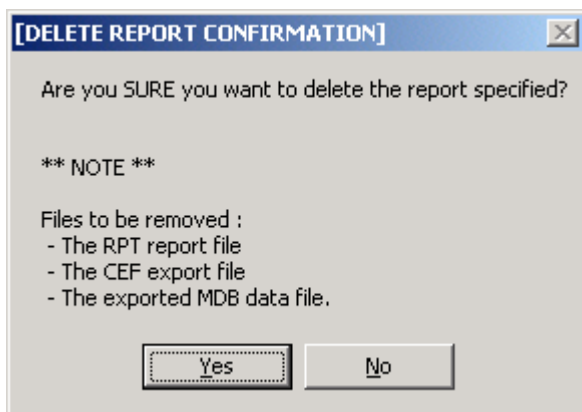 [DELETE REPORT CONFIRMATION]
Are you SURE you want to delete the report specified?
** NOTE **
Files to be removed :
- The RPT report file
- The CEF export file
- The exported MDB data file.
Yes
No